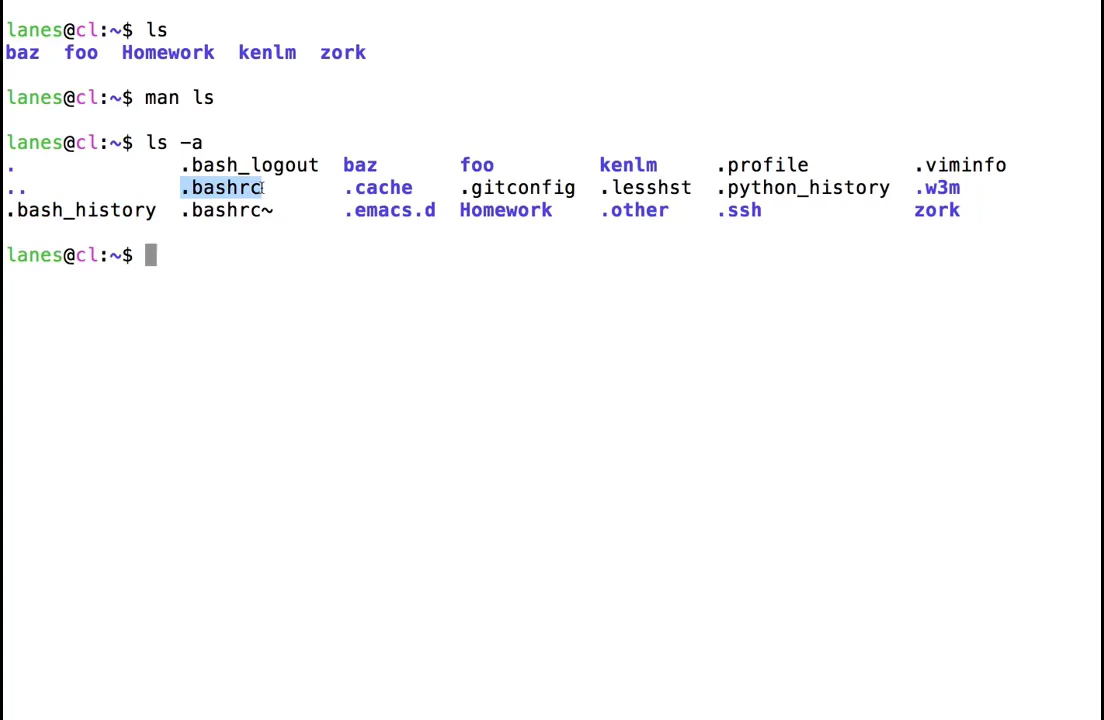 lanes@cl:~$ ls
baz  foo  Homework  kenlm  zork
lanes@cl:~$ man ls
lanes@cl:~$ ls -a
.  .bash_logout  baz  foo  kenlm  .profile  .viminfo
..  .bashrc  .cache  .gitconfig  .lesshst  .python_history  .w3m
.bash_history  .bashrc~  .emacs.d  Homework  .other  .ssh  zork
lanes@cl:~$